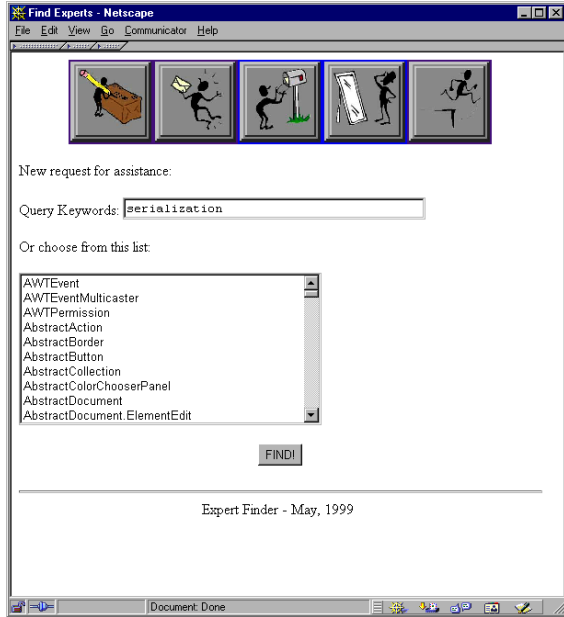 Find Experts - Netscape
File Edit View Go Communicator Help
New request for assistance:
Query Keywords: serialization
Or choose from this list:
AWTEvent
AWTEventMulticaster
AWTPermission
AbstractAction
AbstractBorder
AbstractButton
AbstractCollection
AbstractColorChooserPanel
AbstractDocument
AbstractDocument.ElementEdit
FIND!
Expert Finder - May, 1999
Document: Done